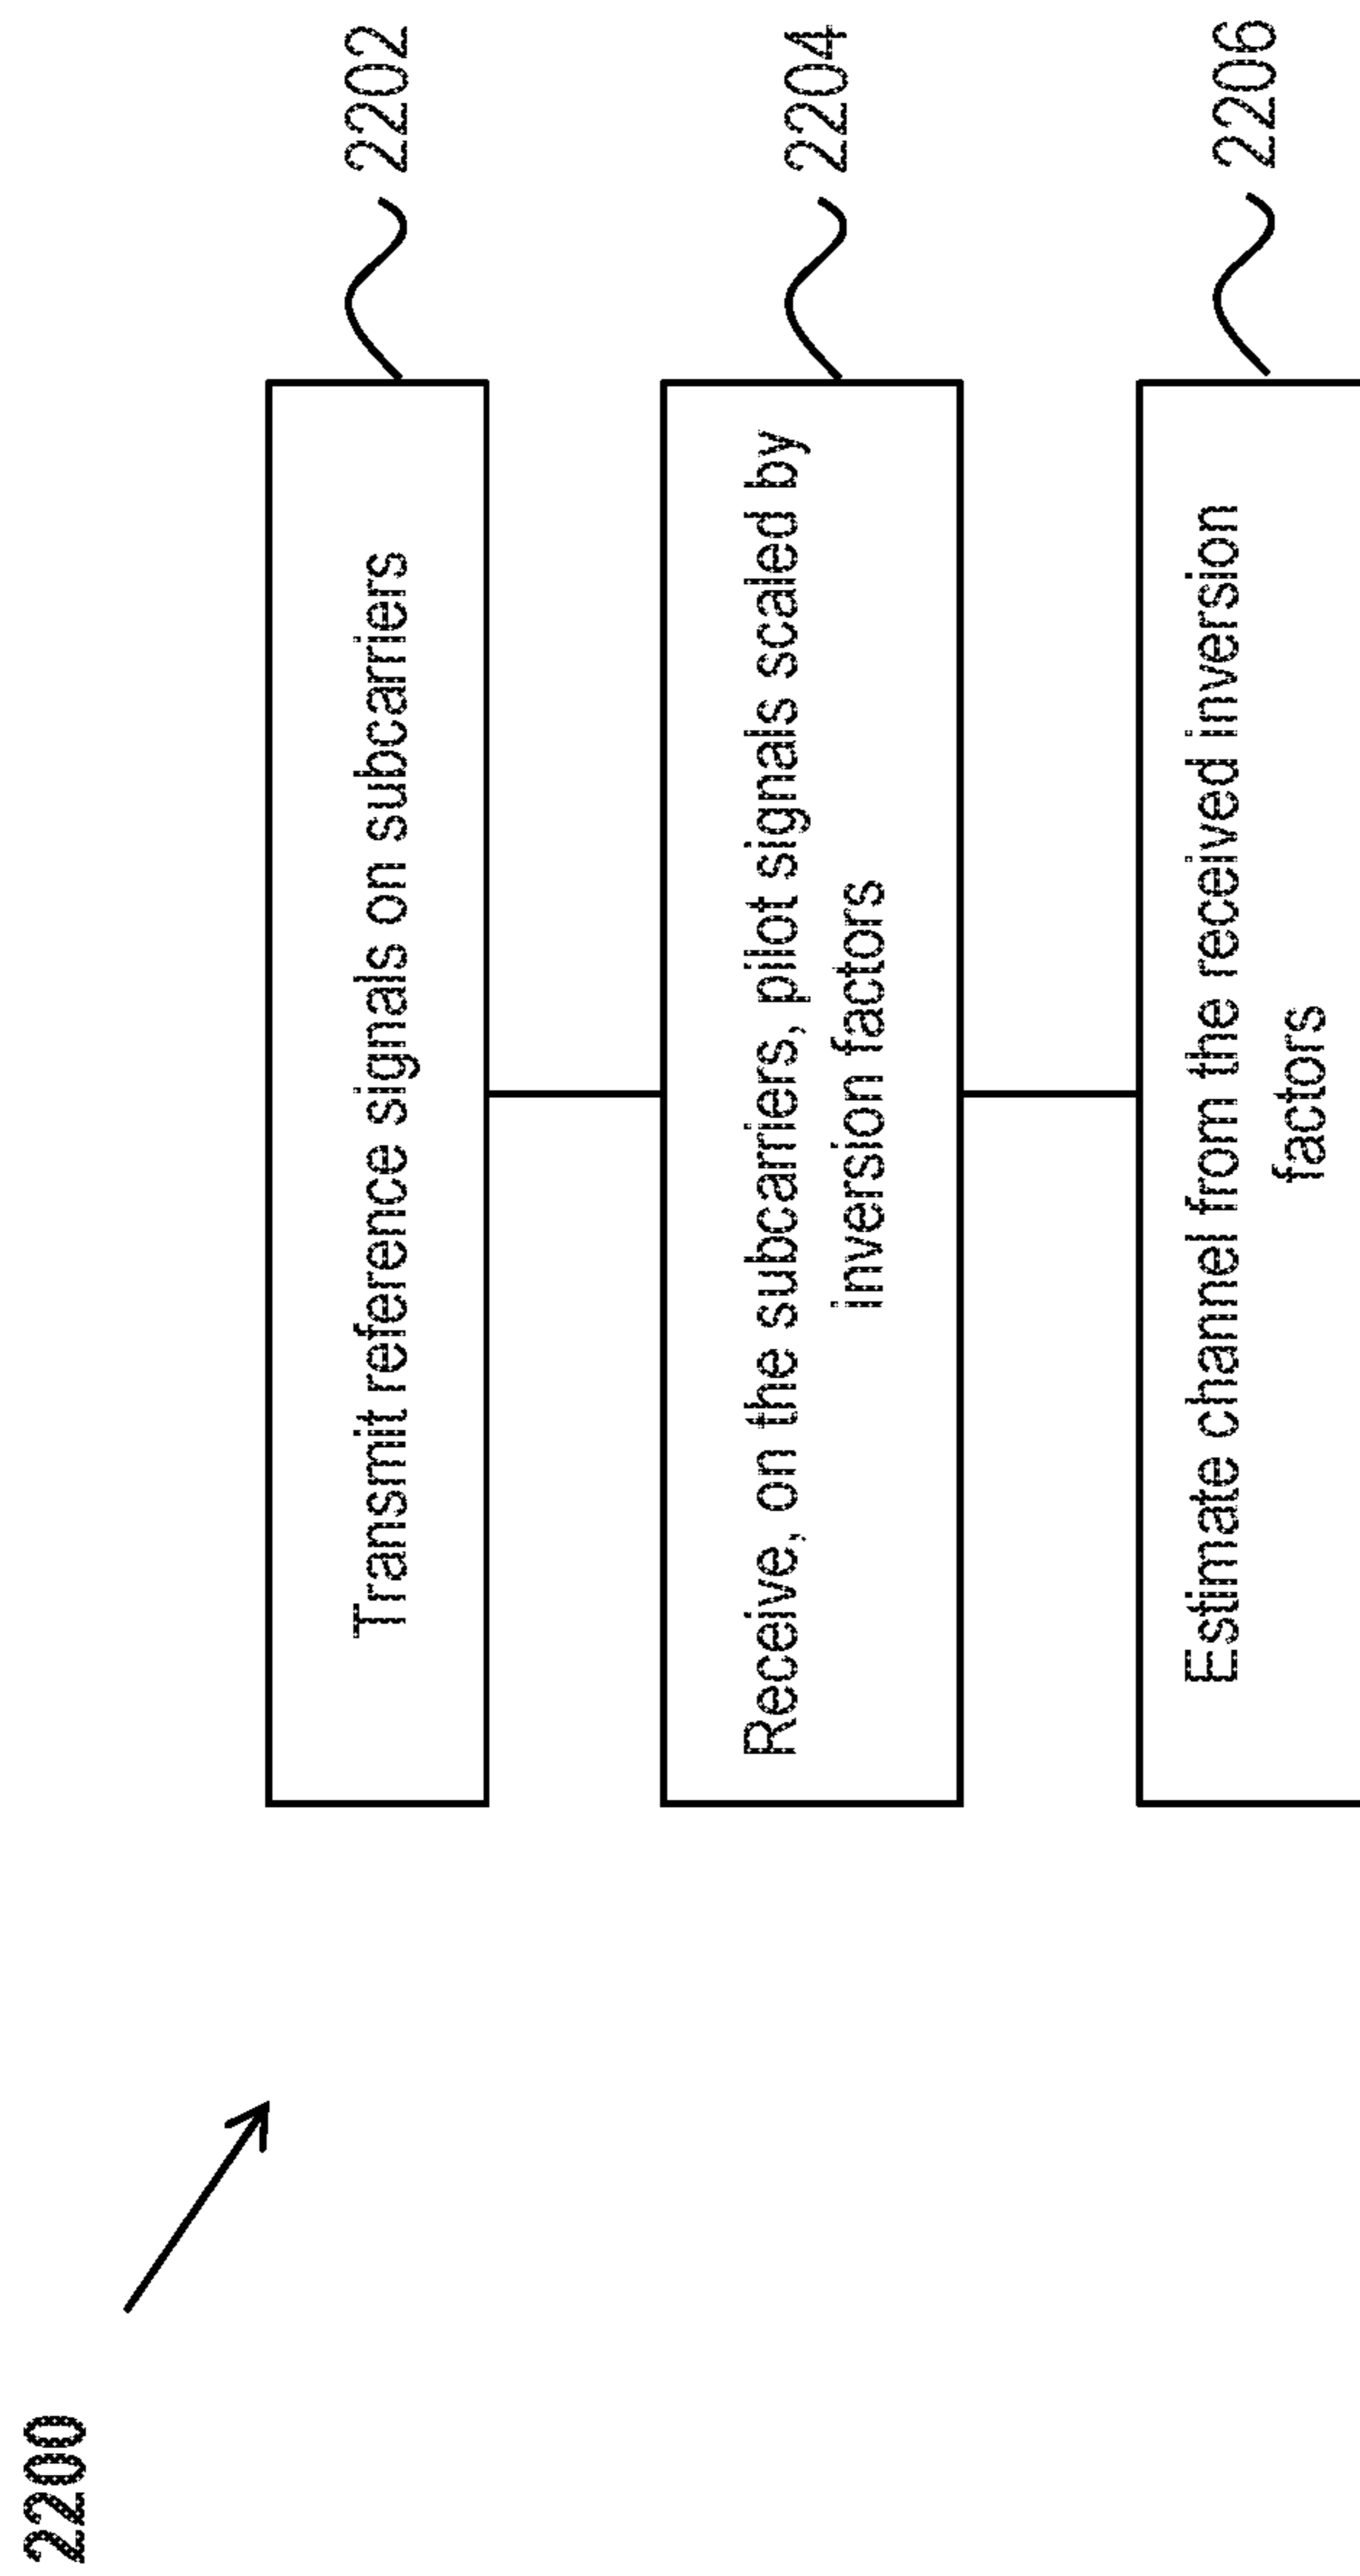 2200
Transmit reference signals on subcarriers
2202
Receive, on the subcarriers, pilot signals scaled by
inversion factors
2204
Estimate channel from the received inversion
factors
2206